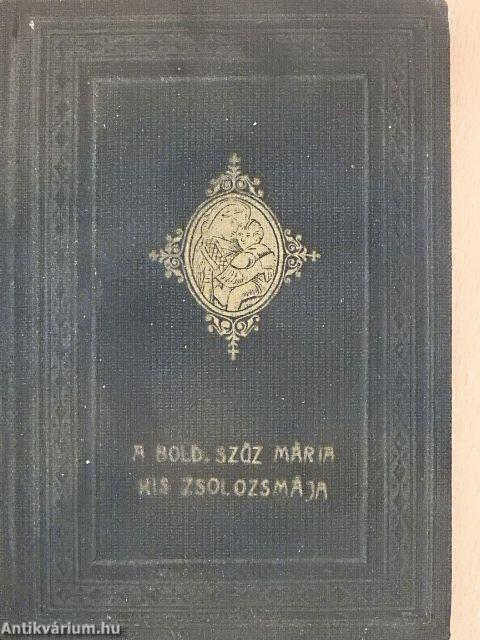 A BOLD. SZŰZ MÁRIA
KIS ZSOLOZSMÁJA
Antikvárium.hu